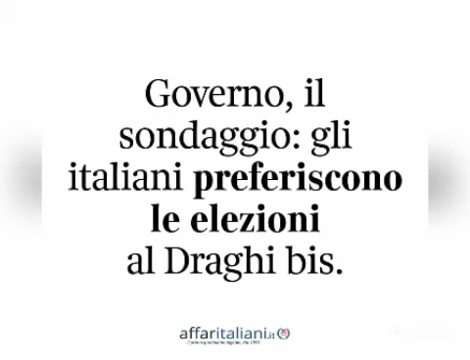 Governo, il
sondaggio: gli
italiani preferiscono
le elezioni
al Draghi bis.
affaritaliani.it